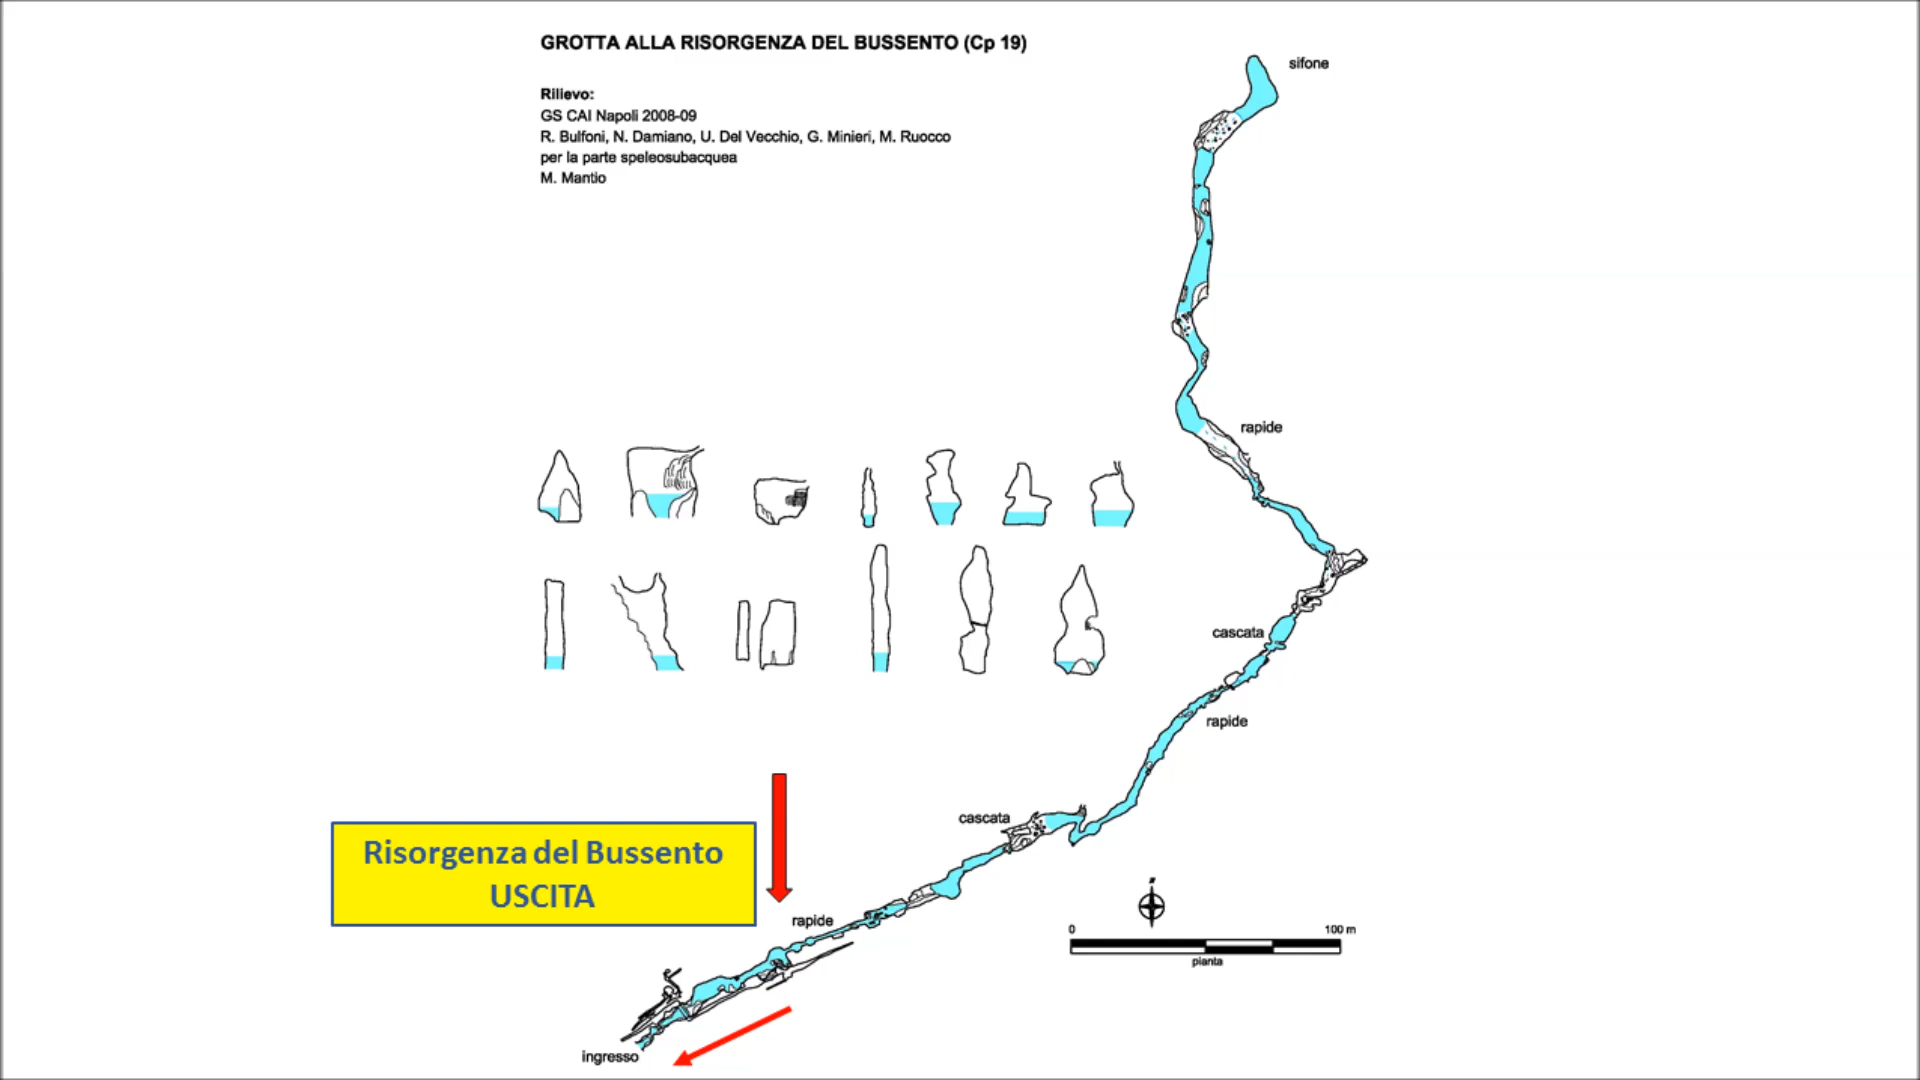 GROTTA ALLA RISORGENZA DEL BUSSENTO (Cp 19)
Rilievo:
GS CAI Napoli 2008-09
R. Bulfoni, N. Damiano, U. Del Vecchio, G. Minieri, M. Ruocco
per la parte speleosubacquea
M. Mantio
sifone
rapide
cascata
rapide
cascata
Risorgenza del Bussento
USCITA
rapide
0 100 m
pianta
ingresso